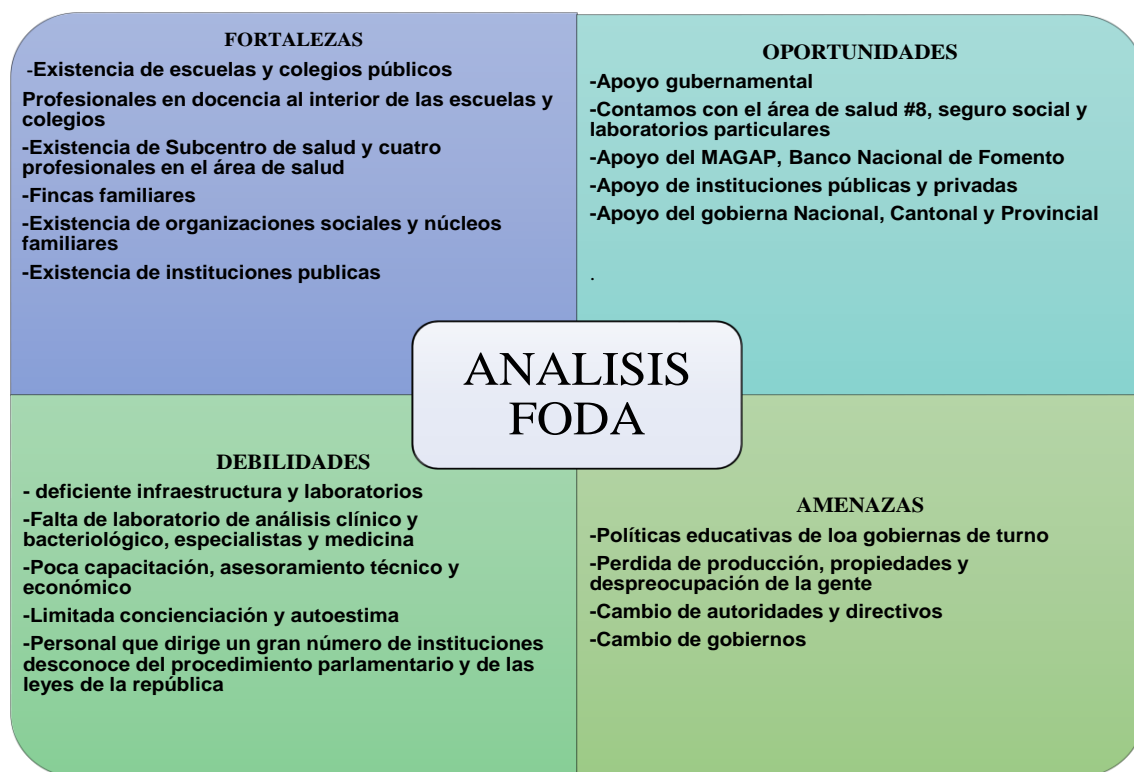 FORTALEZAS
-Existencia de escuelas y colegios públicos
Profesionales en docencia al interior de las escuelas y
colegios
-Existencia de Subcentro de salud y cuatro
profesionales en el área de salud
-Fincas familiares
-Existencia de organizaciones sociales y núcleos
familiares
-Existencia de instituciones publicas
OPORTUNIDADES
-Apoyo gubernamental
-Contamos con el área de salud #8, seguro social y
laboratorios particulares
-Apoyo del MAGAP, Banco Nacional de Fomento
-Apoyo de instituciones públicas y privadas
-Apoyo del gobierna Nacional, Cantonal y Provincial
.
ANALISIS
FODA
DEBILIDADES
- deficiente infraestructura y laboratorios
-Falta de laboratorio de análisis clínico y
bacteriológico, especialistas y medicina
-Poca capacitación, asesoramiento técnico y
económico
-Limitada concienciación y autoestima
-Personal que dirige un gran número de instituciones
desconoce del procedimiento parlamentario y de las
leyes de la república
AMENAZAS
-Políticas educativas de loa gobiernas de turno
-Perdida de producción, propiedades y
despreocupación de la gente
-Cambio de autoridades y directivos
-Cambio de gobiernos